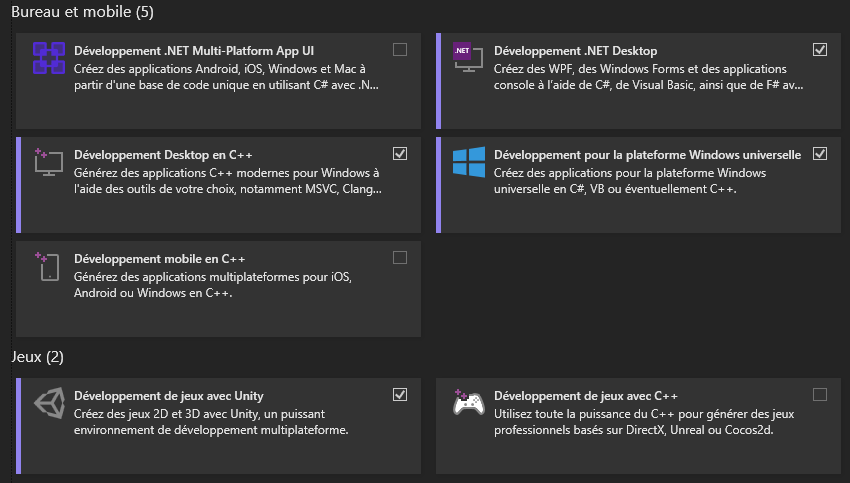 Bureau et mobile (5)
Développement .NET Multi-Platform App UI
Créez des applications Android, iOS, Windows et Mac à
partir d'une base de code unique en utilisant C# avec .N...
.NET
Développement .NET Desktop
Créez des WPF, des Windows Forms et des applications
console à l'aide de C#, de Visual Basic, ainsi que de F# av...
Développement Desktop en C++
Générez des applications C++ modernes pour Windows à
l'aide des outils de votre choix, notamment MSVC, Clang...
Développement pour la plateforme Windows universelle
Créez des applications pour la plateforme Windows
universelle en C#, VB ou éventuellement C++.
Développement mobile en C++
Générez des applications multiplateformes pour iOS,
Android ou Windows en C++.
Jeux (2)
Développement de jeux avec Unity
Créez des jeux 2D et 3D avec Unity, un puissant
environnement de développement multiplateforme.
Développement de jeux avec C++
Utilisez toute la puissance du C++ pour générer des jeux
professionnels basés sur DirectX, Unreal ou Cocos2d.